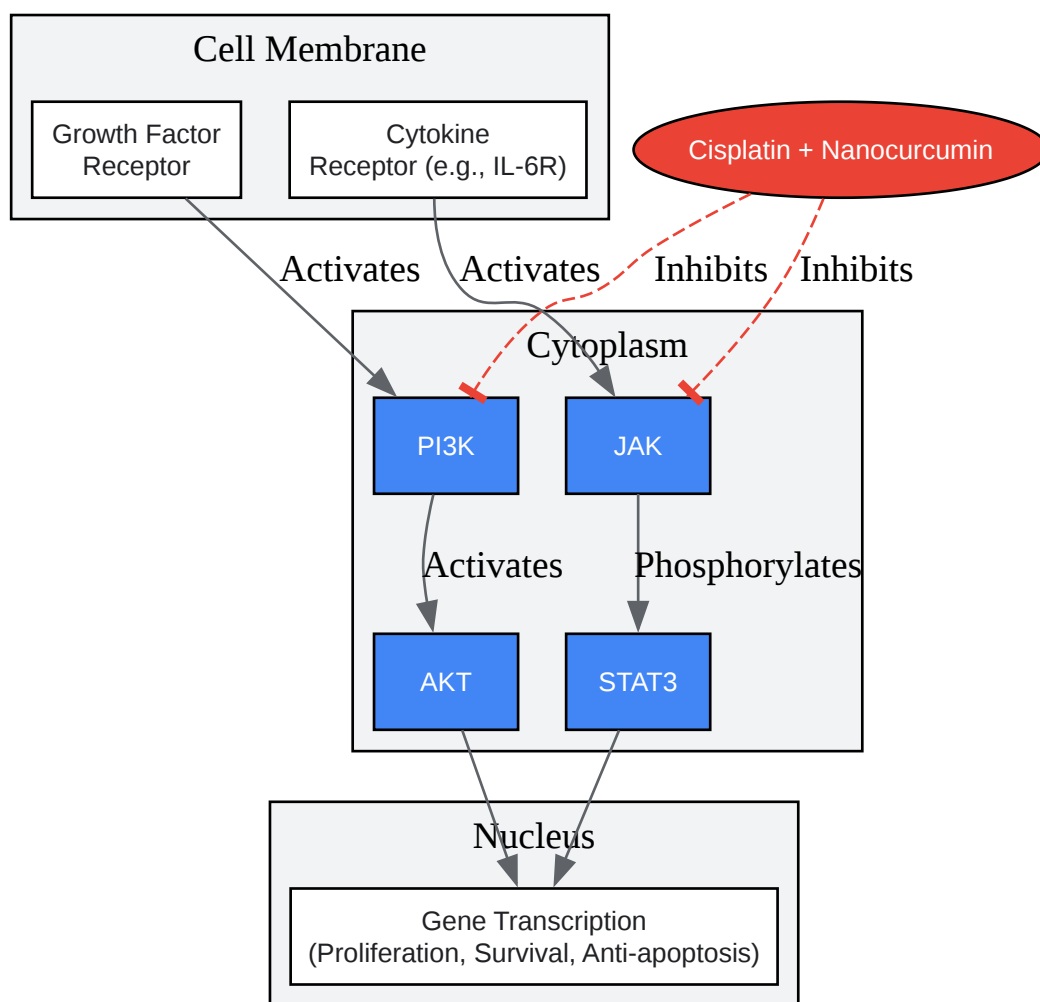 Cell Membrane
Growth Factor
Receptor
Cytokine
Receptor (e.g., IL-6R)
Cisplatin + Nanocurcumin
Activates
Activates
Inhibits
Inhibits
Cytoplasm
PI3K
JAK
Activates
Phosphorylates
AKT
STAT3
Nucleus
Gene Transcription
(Proliferation, Survival, Anti-apoptosis)